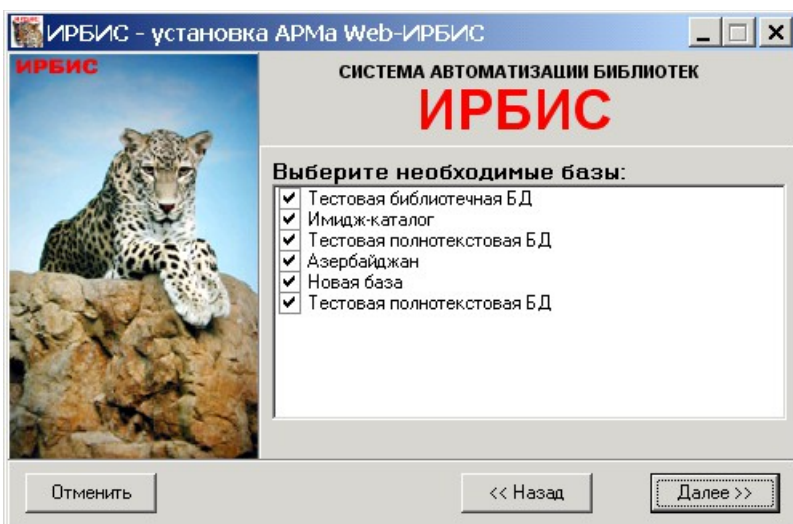 ИРБИС - установка АРМа Web-ИРБИС
ИРБИС
СИСТЕМА АВТОМАТИЗАЦИИ БИБЛИОТЕК
ИРБИС
Выберите необходимые базы:
Тестовая библиотечная БД
Имидж-каталог
Тестовая полнотекстовая БД
Азербайджан
Новая база
Тестовая полнотекстовая БД
Отменить
<< Назад
Далее >>